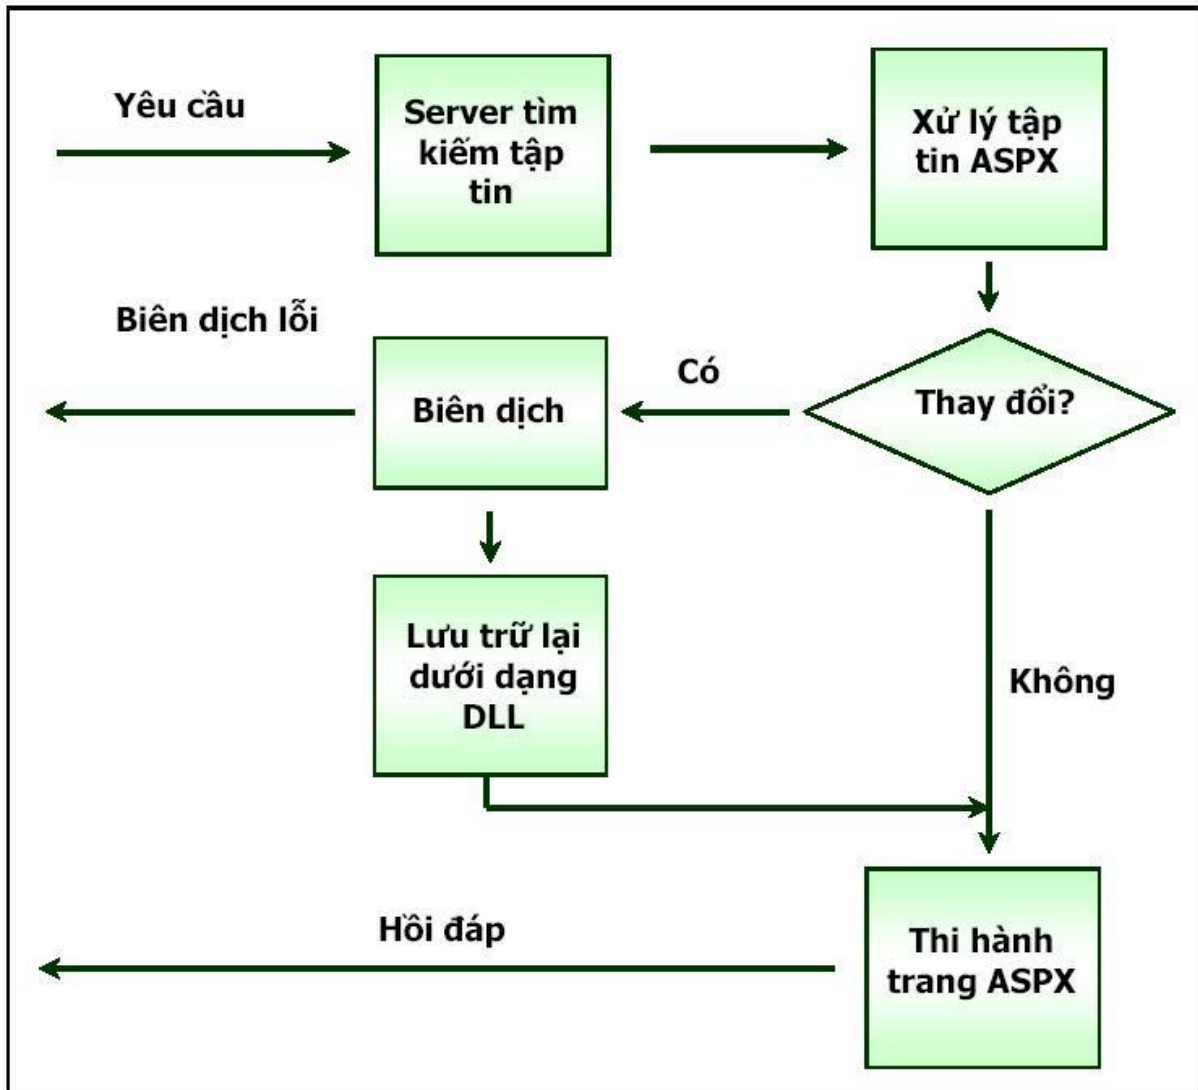 Yêu cầu
Server tìm
kiếm tập
tin
Xử lý tập
tin ASPX
Biên dịch lỗi
Biên dịch
Có
Thay đổi?
Lưu trữ lại
dưới dạng
DLL
Không
Hồi đáp
Thi hành
trang ASPX